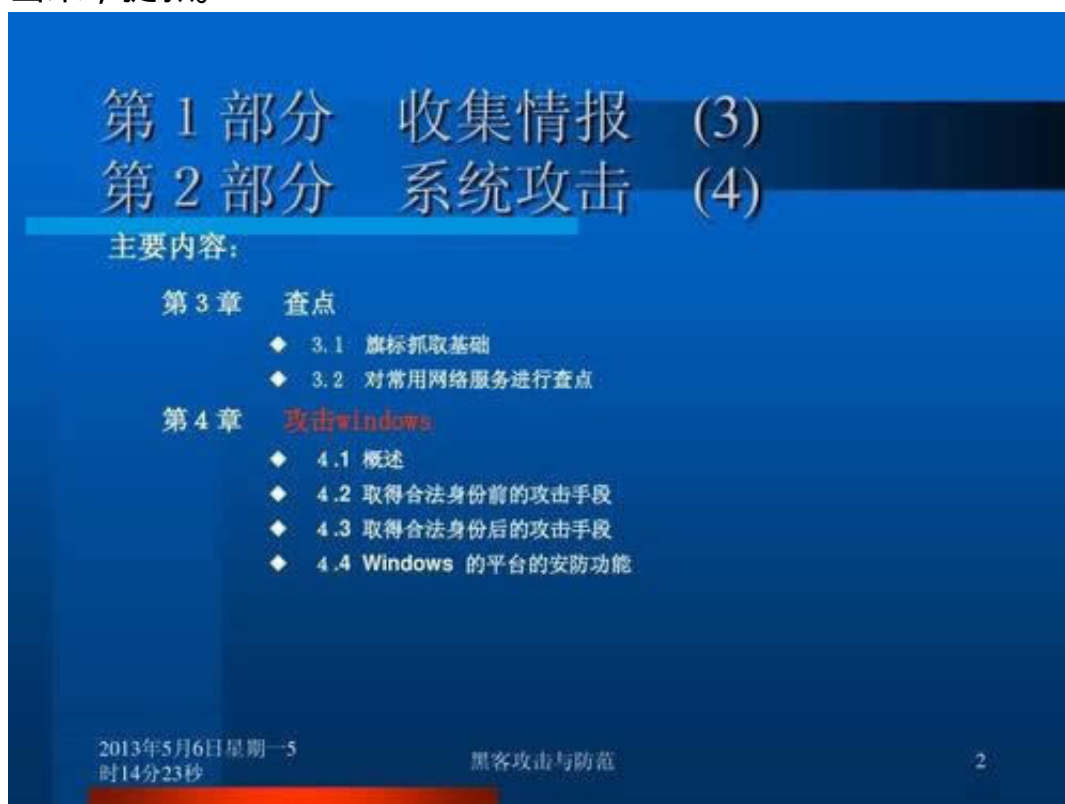 第 1 部分 收集情报 (3)
第 2 部分 系统攻击 (4)
主要内容:
第 3 章 查点
◆ 3.1 旗标抓取基础
◆ 3.2 对常用网络服务进行查点
第 4 章 攻击windows
◆ 4.1 概述
◆ 4.2 取得合法身份前的攻击手段
◆ 4.3 取得合法身份后的攻击手段
◆ 4.4 Windows 的平台的安防功能
2013年5月6日星期一5
时14分23秒
黑客攻击与防范
2